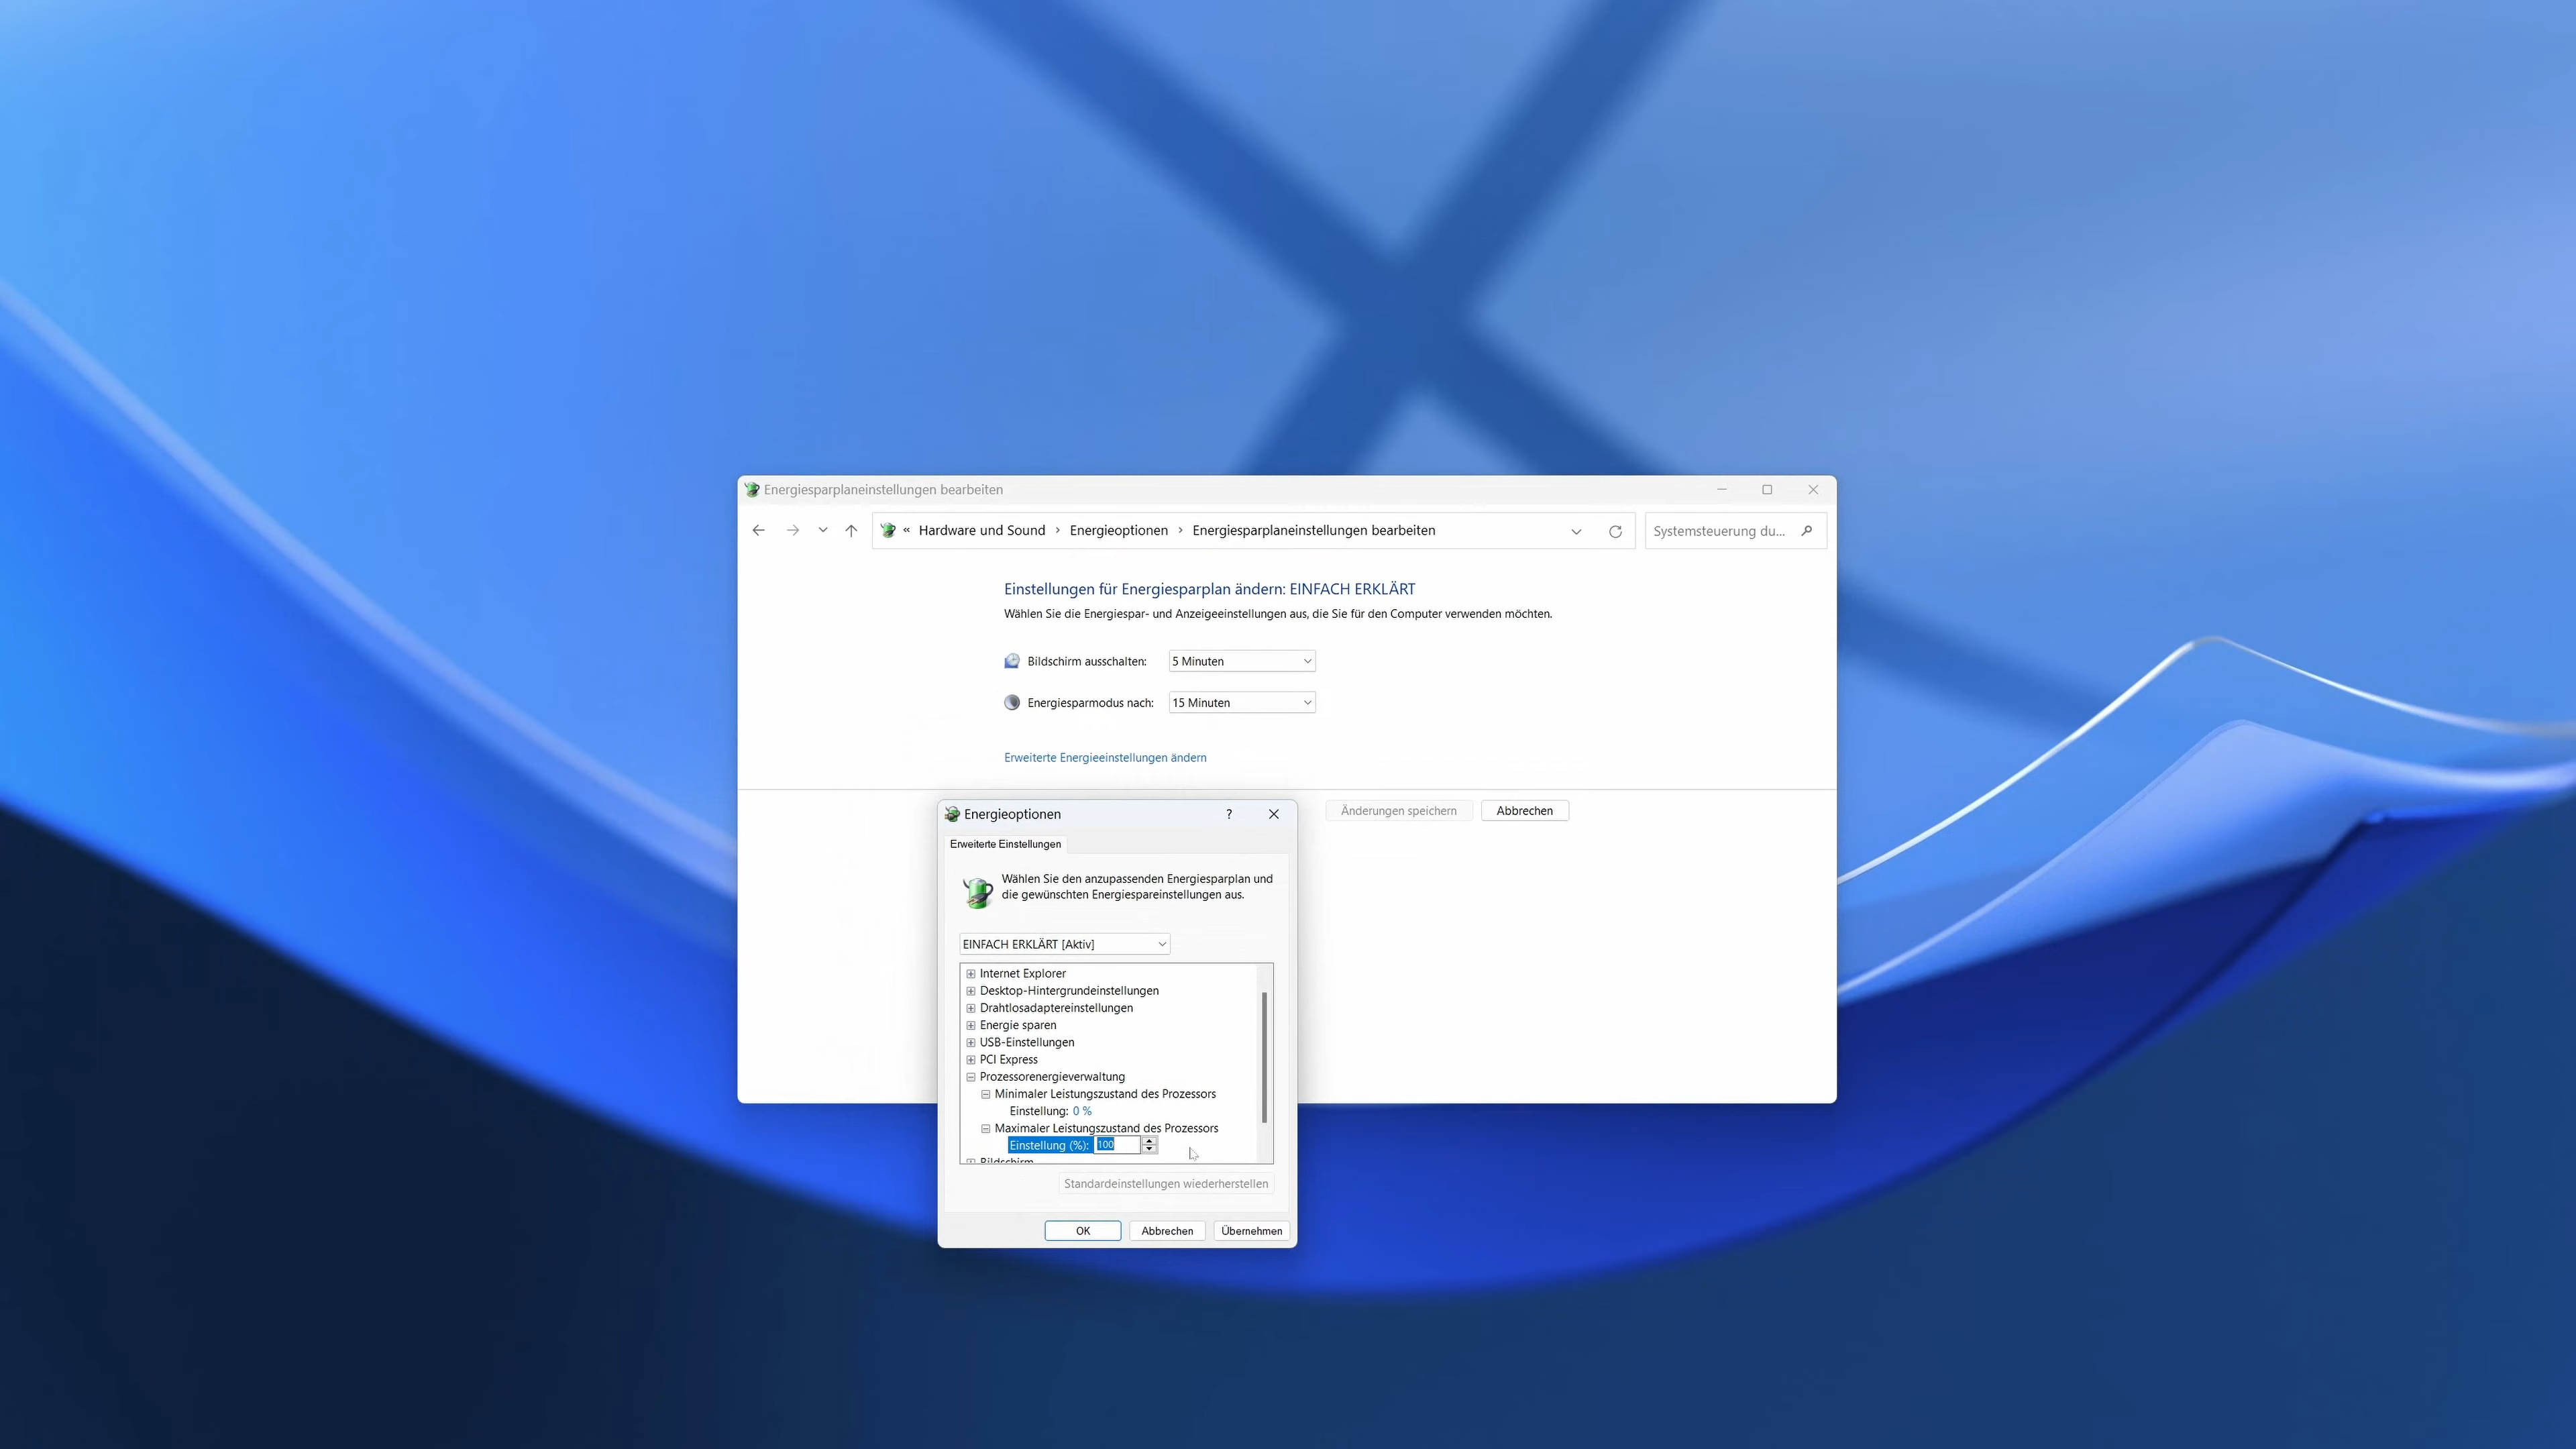 Energiesparplaneinstellungen bearbeiten
« Hardware und Sound > Energieoptionen > Energiesparplaneinstellungen bearbeiten
Systemsteuerung du...
Einstellungen für Energiesparplan ändern: EINFACH ERKLÄRT
Wählen Sie die Energiespar- und Anzeigeeinstellungen aus, die Sie für den Computer verwenden möchten.
Bildschirm ausschalten: 5 Minuten
Energiesparmodus nach: 15 Minuten
Erweiterte Energieeinstellungen ändern
Änderungen speichern Abbrechen
Energieoptionen ?
Erweiterte Einstellungen
Wählen Sie den anzupassenden Energiesparplan und
die gewünschten Energiespareinstellungen aus.
EINFACH ERKLÄRT [Aktiv]
Internet Explorer
Desktop-Hintergrundeinstellungen
Drahtlosadaptereinstellungen
Energie sparen
USB-Einstellungen
PCI Express
Prozessorenergieverwaltung
Minimaler Leistungszustand des Prozessors
Einstellung: 0 %
Maximaler Leistungszustand des Prozessors
Einstellung (%): 100
Bildschirm
Standardeinstellungen wiederherstellen
OK Abbrechen Übernehmen